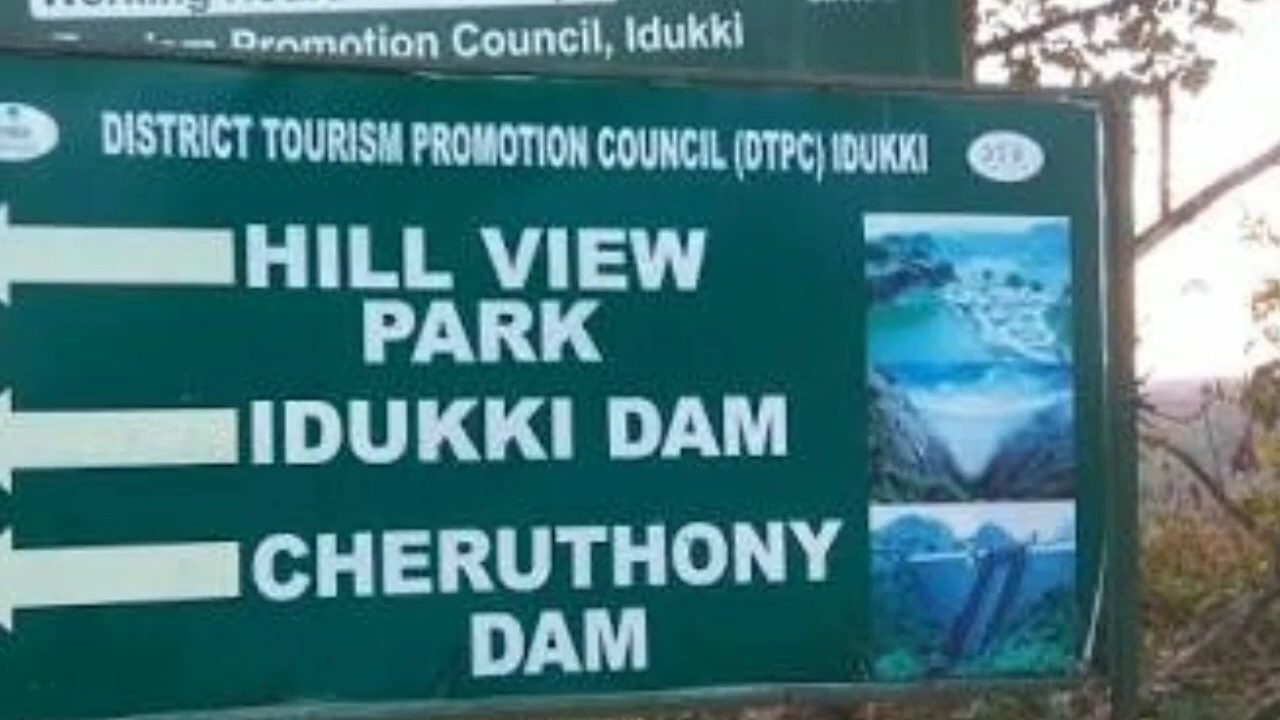 Promotion Council, Idukki
DISTRICT TOURISM PROMOTION COUNCIL (DTPC) IDUKKI
HILL VIEW
PARK
IDUKKI DAM
CHERUTHONY
DAM